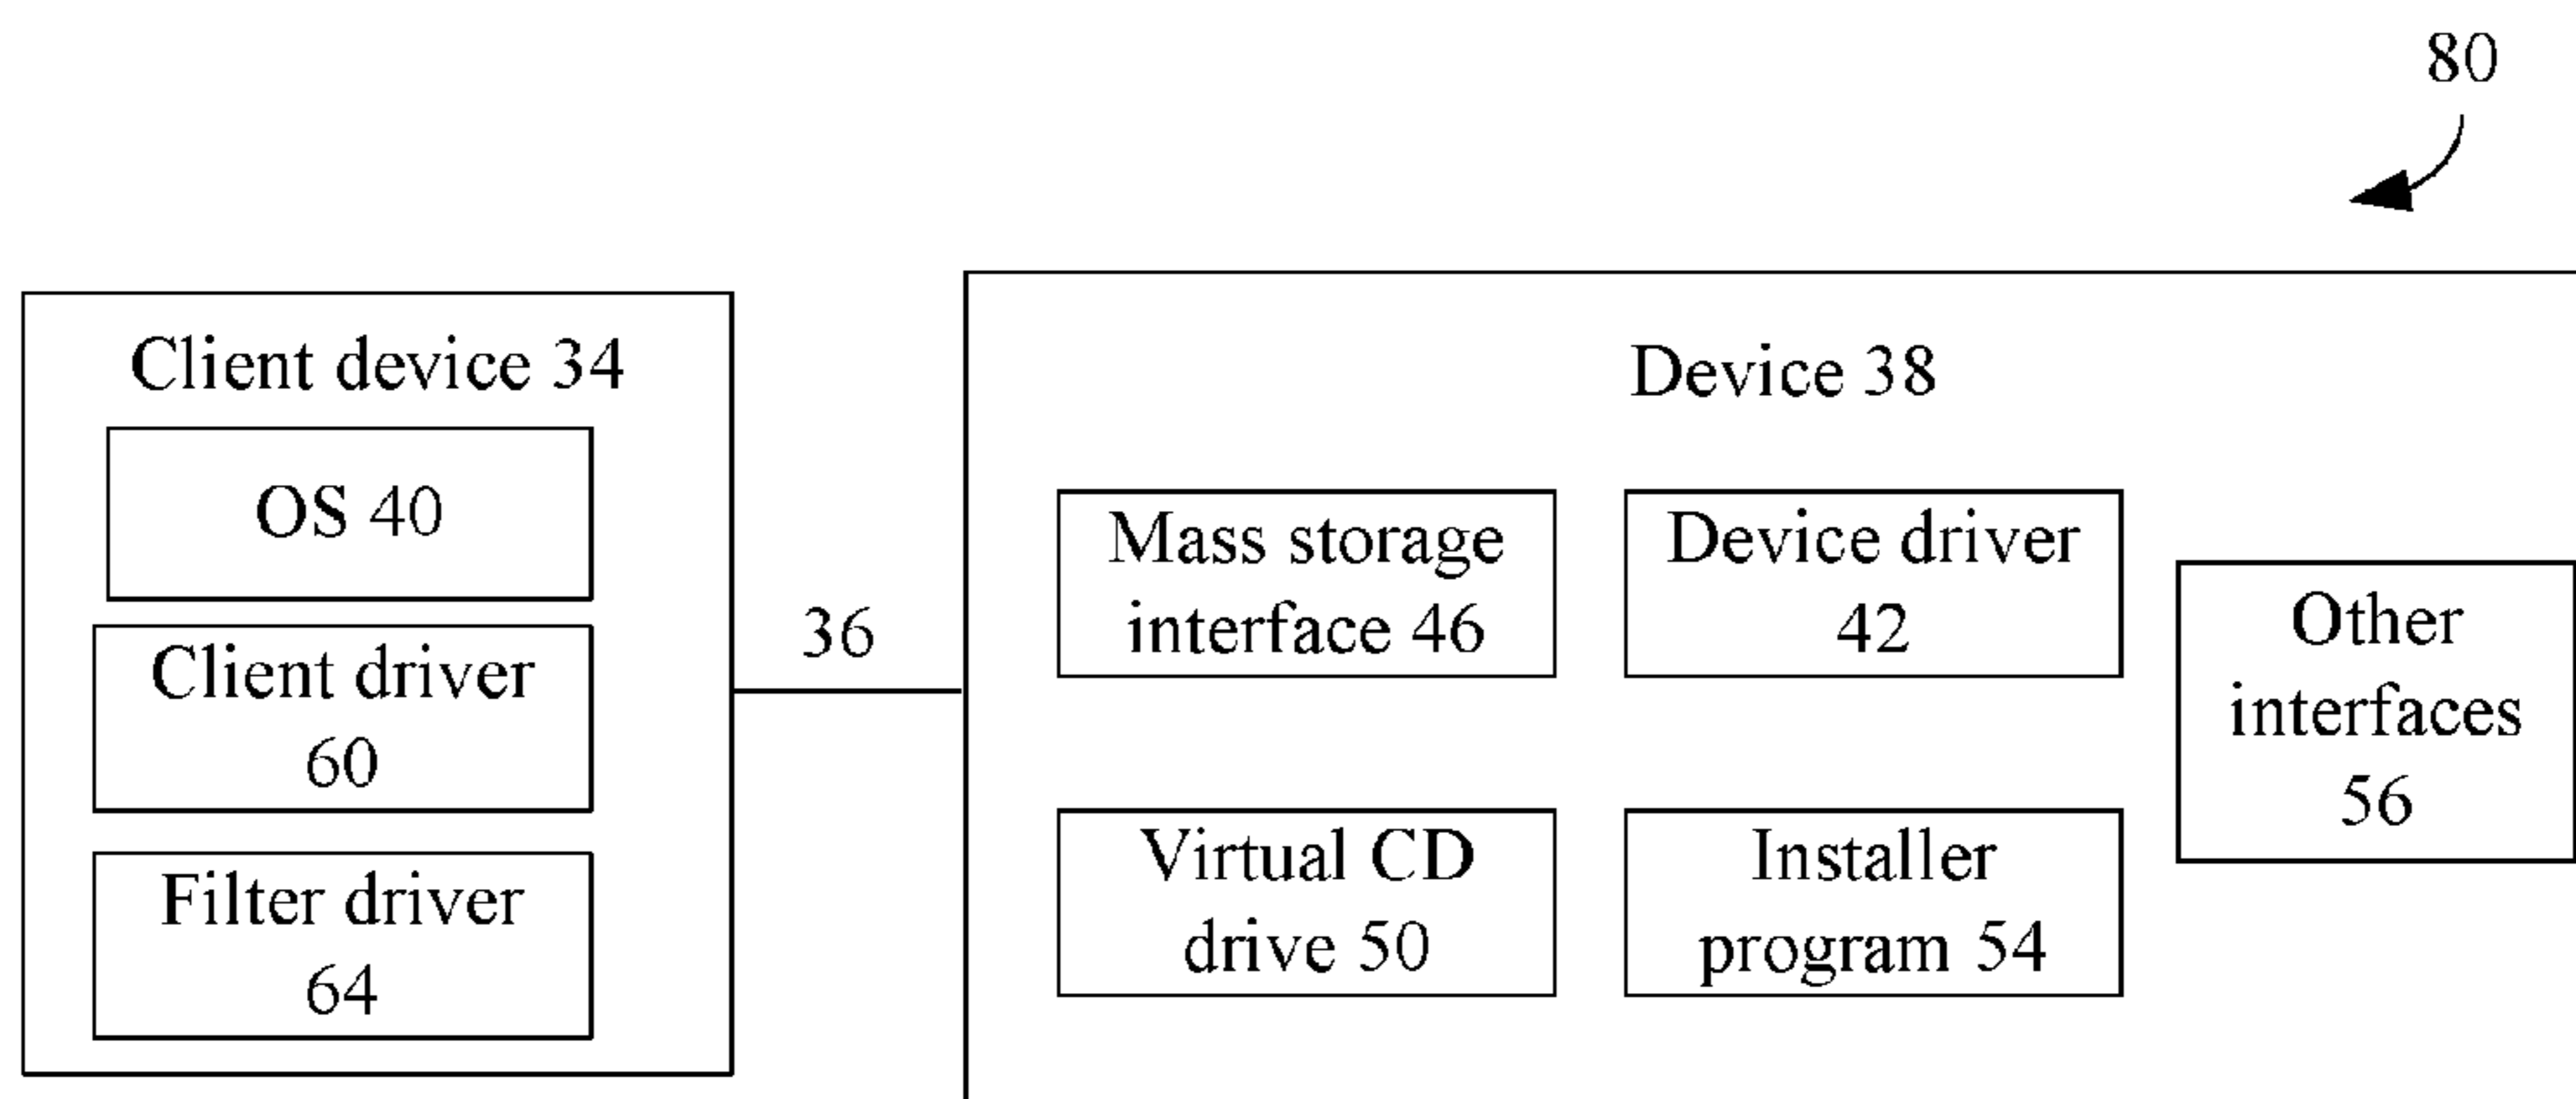 80
Client device 34
OS 40
Client driver
60
Filter driver
64
36
Device 38
Mass storage
interface 46
Device driver
42
Virtual CD
drive 50
Installer
program 54
Other
interfaces
56